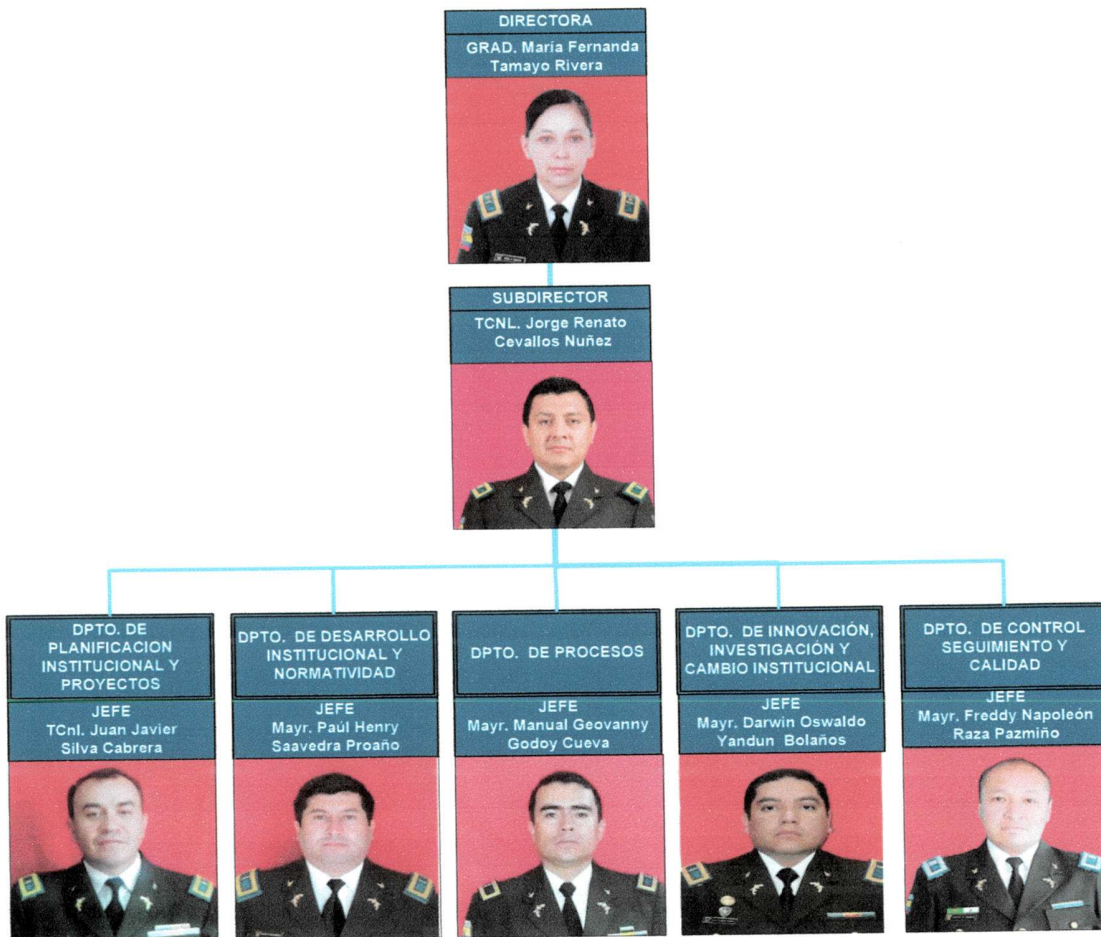 DIRECTORA
GRAD. María Fernanda
Tamayo Rivera
SUBDIRECTOR
TCNL. Jorge Renato
Cevallos Nuñez
DPTO. DE
PLANIFICACION
INSTITUCIONAL Y
PROYECTOS
JEFE
TCnl. Juan Javier
Silva Cabrera
DPTO. DE DESARROLLO
INSTITUCIONAL Y
NORMATIVIDAD
JEFE
Mayr. Paúl Henry
Saavedra Proaño
DPTO. DE PROCESOS
JEFE
Mayr. Manual Geovanny
Godoy Cueva
DPTO. DE INNOVACIÓN,
INVESTIGACIÓN Y
CAMBIO INSTITUCIONAL
JEFE
Mayr. Darwin Oswaldo
Yandun Bolaños
DPTO. DE CONTROL
SEGUIMIENTO Y
CALIDAD
JEFE
Mayr. Freddy Napoleón
Raza Pazmiño